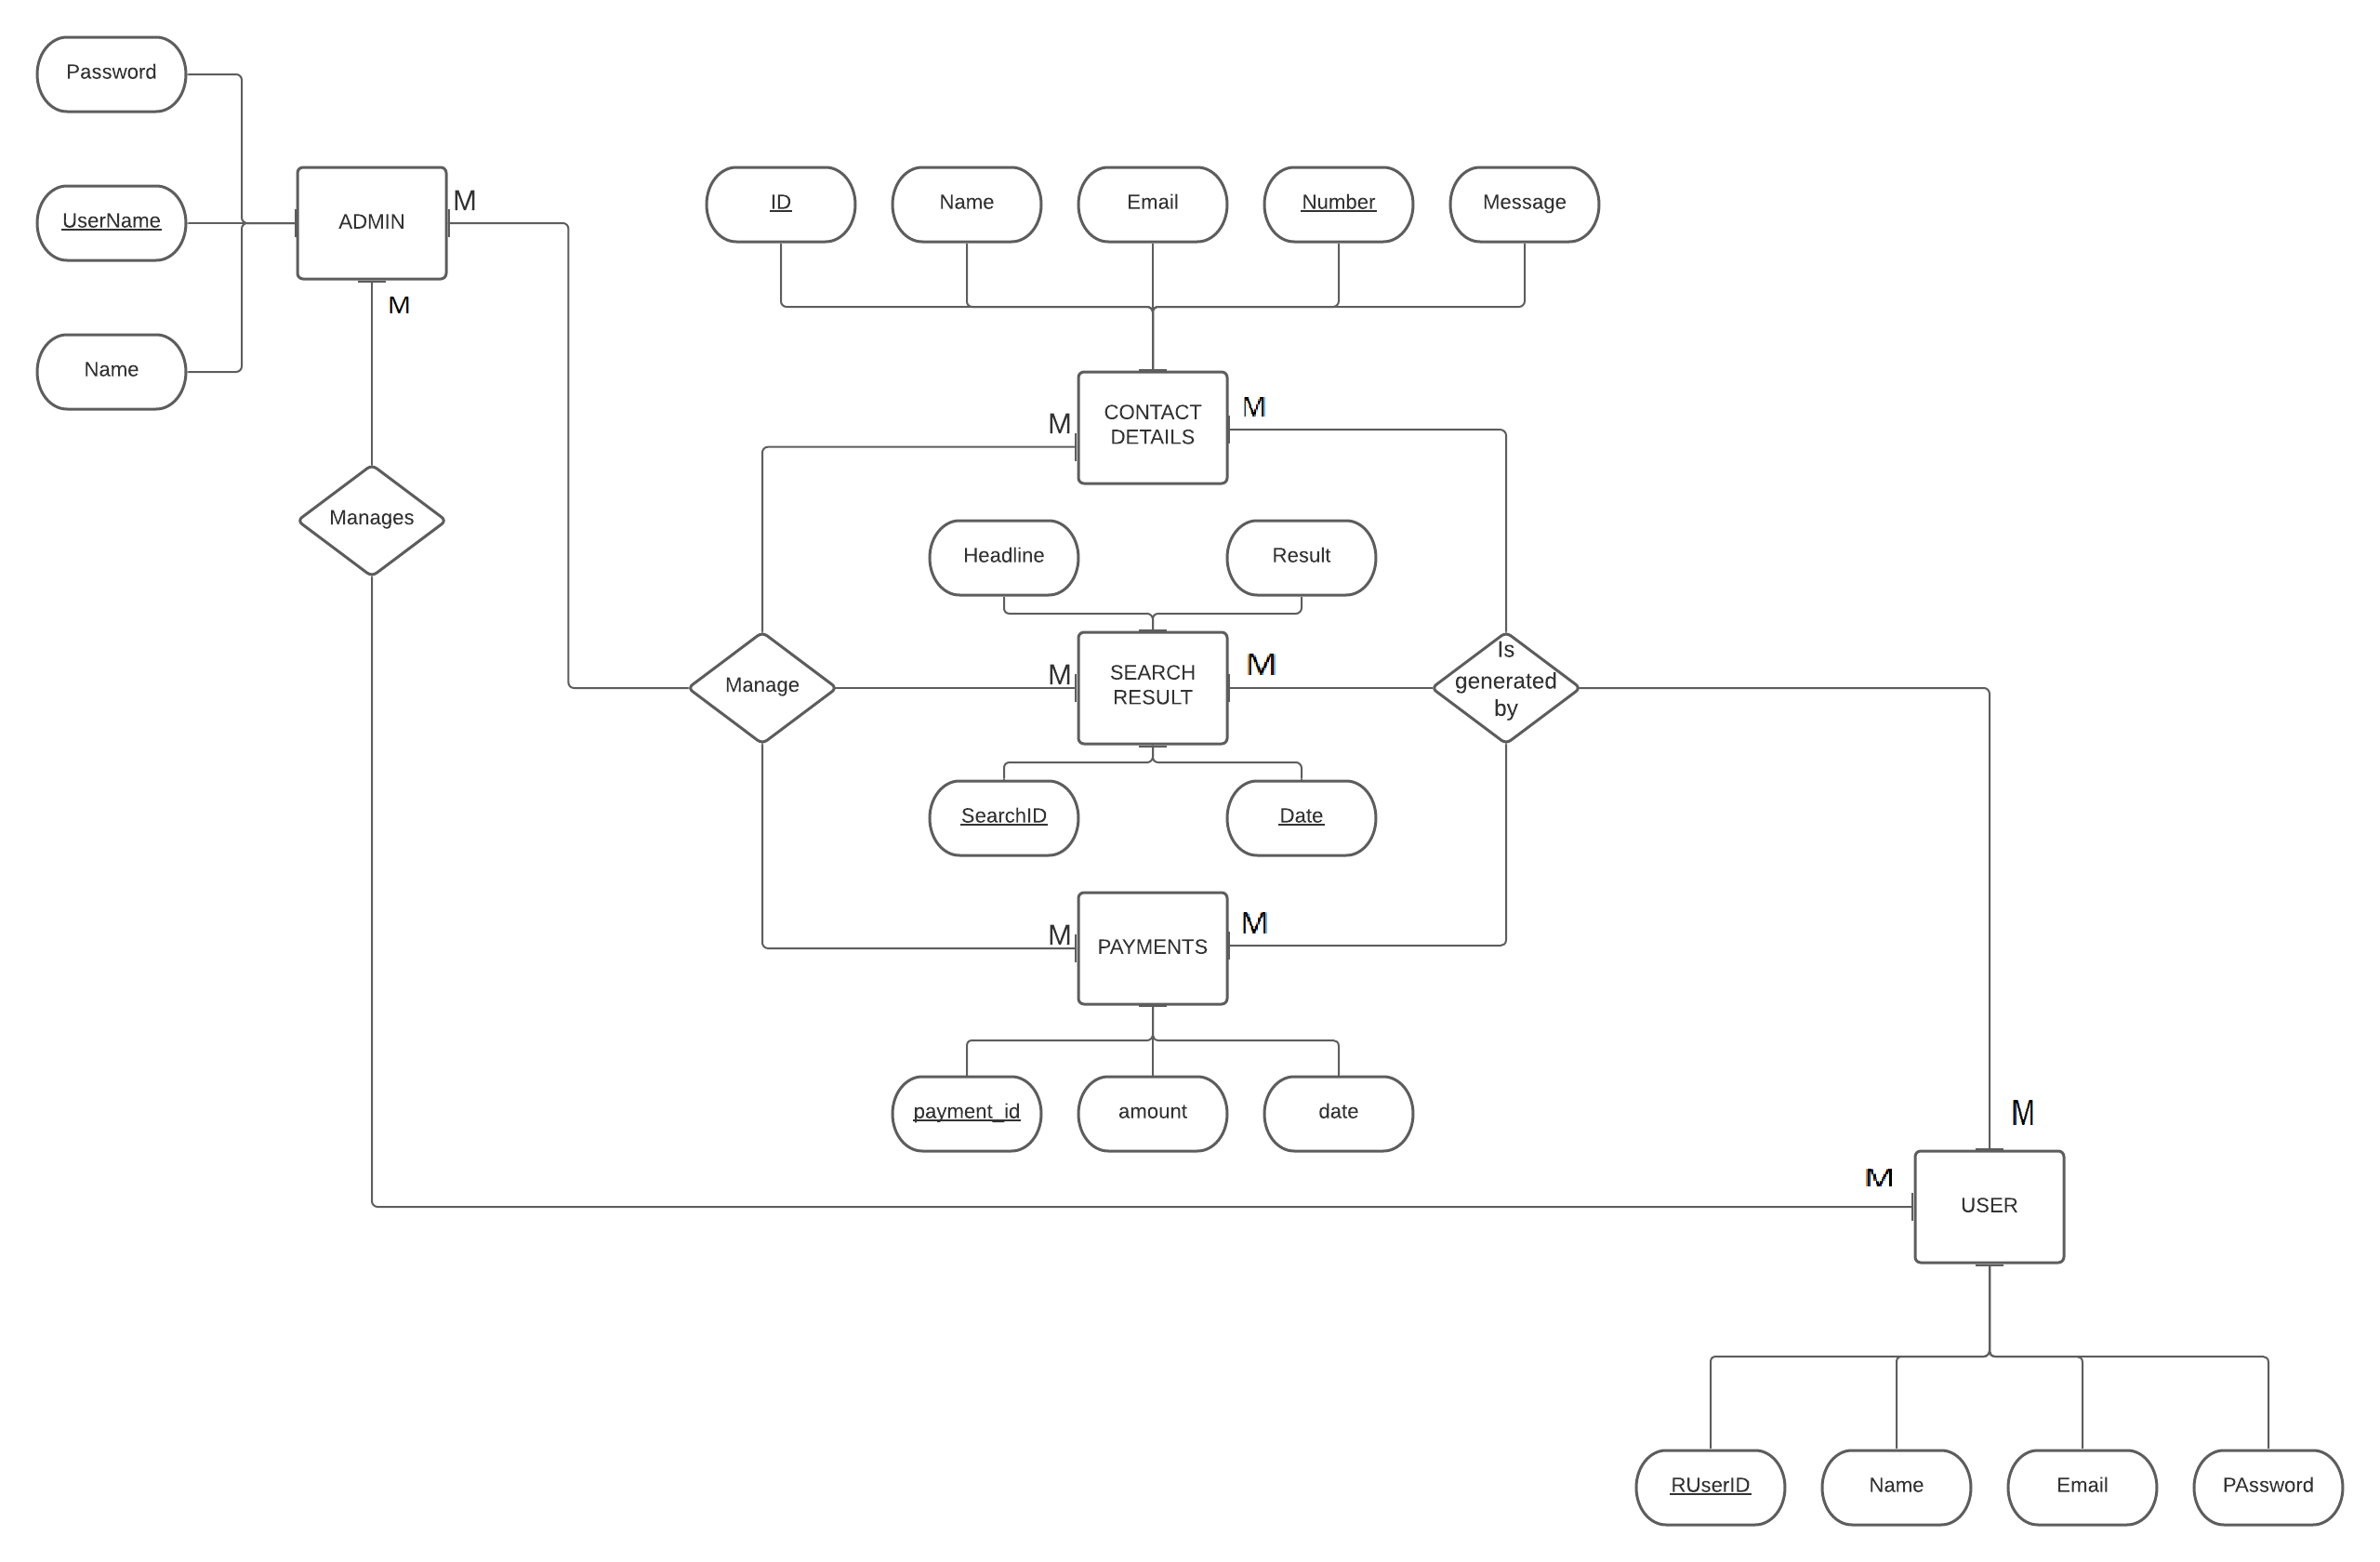 Password
UserName
Name
ADMIN
M
M
ID
Name
Email
Number
Message
M
CONTACT
DETAILS
M
Manages
Headline
Result
Manage
M
SEARCH
RESULT
M
Is
generated
by
SearchID
Date
M
PAYMENTS
M
payment_id
amount
date
M
M
USER
RUserID
Name
Email
PAssword